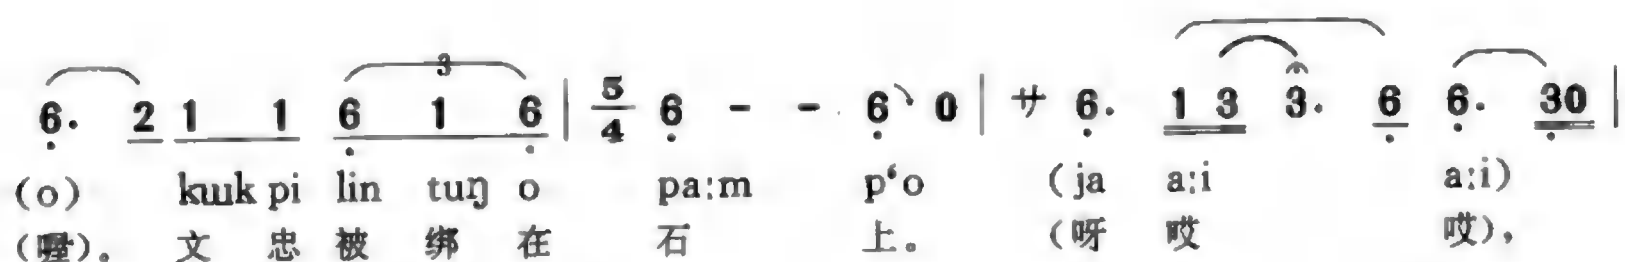 6. 2 1 1 6 1 6 | 5/4 6 - - 6 0 | サ 6. 1 3 3. 6 6. 30 |
(o) kɯɯk pi lin tuŋ o pa:m p‘o (ja a:i a:i)
(喔)。 文 忠 被 绑 在 石 上。 (呀 哎 哎),